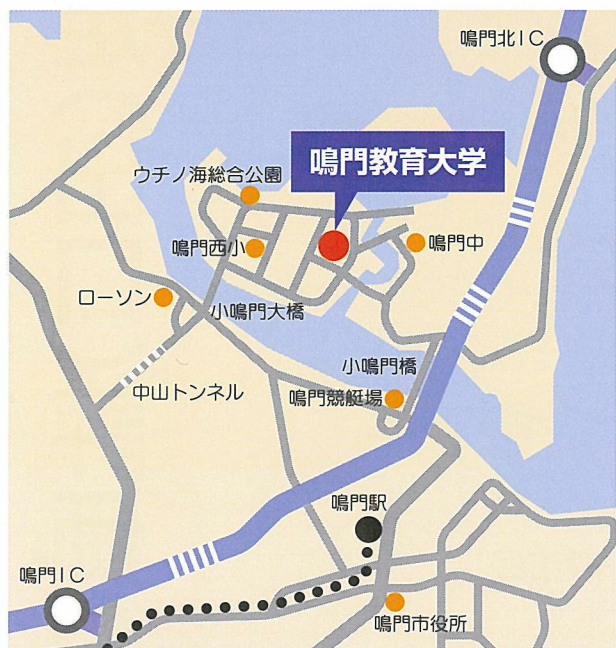 鳴門北IC
鳴門教育大学
ウチノ海総合公園
鳴門西小
鳴門中
ローソン
小鳴門大橋
小鳴門橋
中山トンネル
鳴門競艇場
鳴門駅
鳴門IC
鳴門市役所